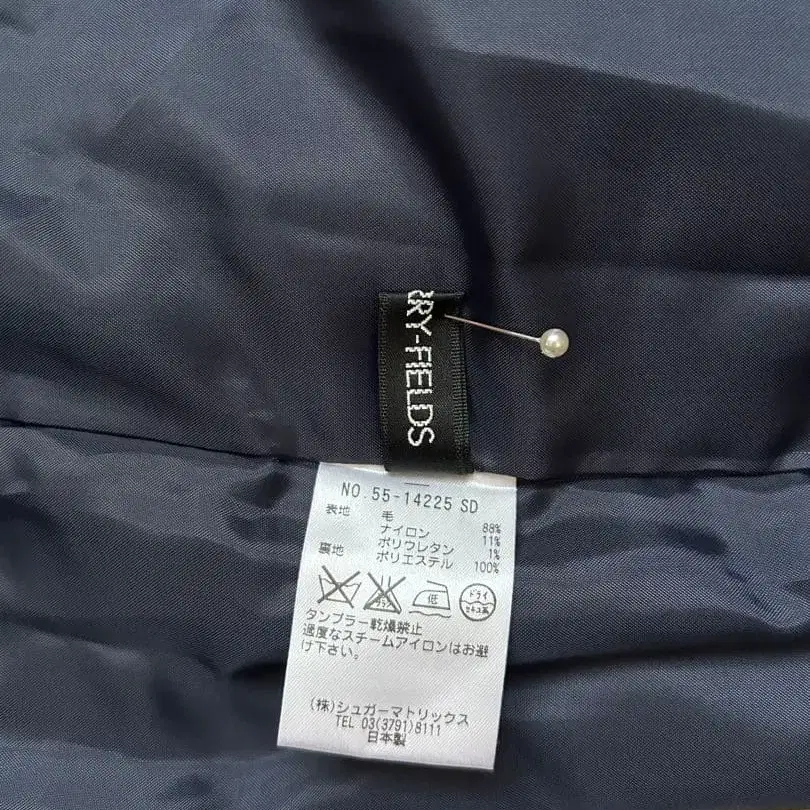 RY-FIELDS
NO.55-14225 SD
表地 毛 88%
ナイロン 11%
ポリウレタン 1%
裏地 ポリエステル 100%
低
ドライ
セキユ系
タンブラー乾燥禁止
過度なスチームアイロンはお避
け下さい。
(株)シュガーマトリックス
TEL 03(3791)8111
日本製